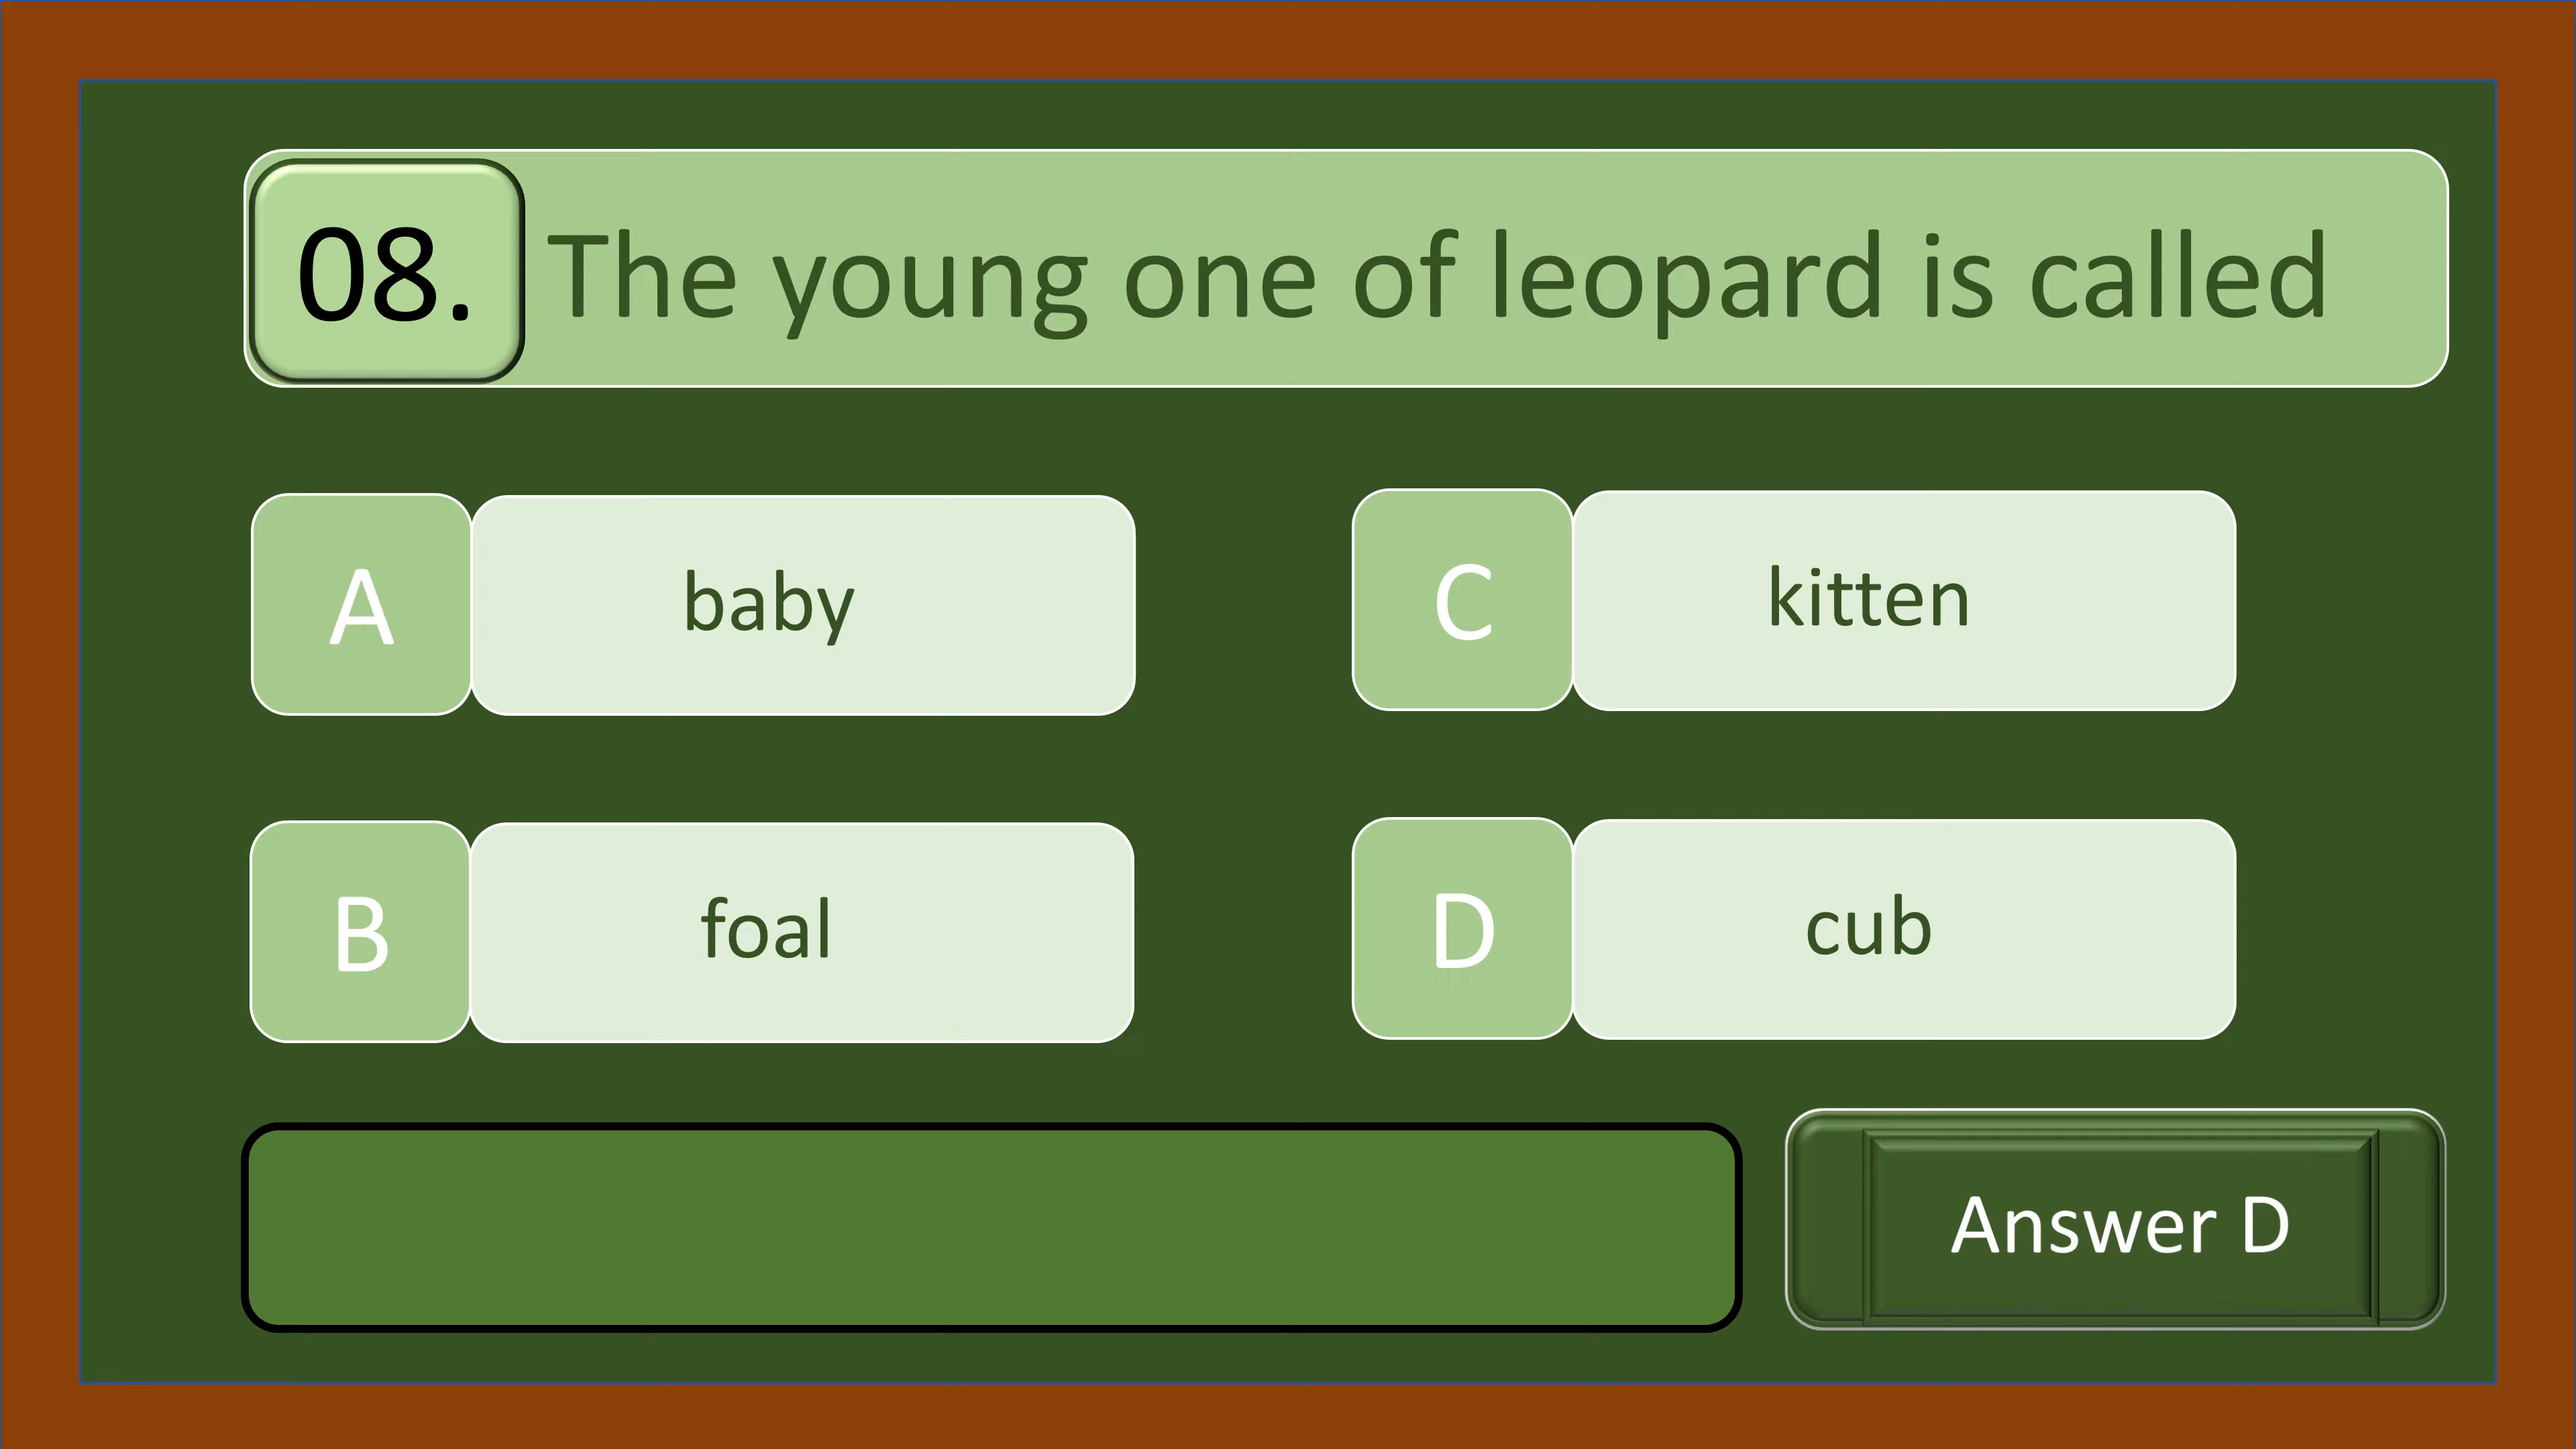 08. The young one of leopard is called
A baby
C kitten
B foal
D cub
Answer D